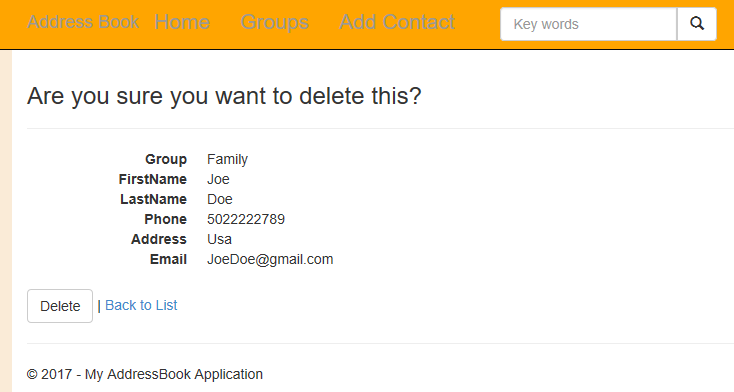 Address Book Home Groups Add Contact Key words
Are you sure you want to delete this?
Group Family
FirstName Joe
LastName Doe
Phone 5022222789
Address Usa
Email JoeDoe@gmail.com
Delete | Back to List
© 2017 - My AddressBook Application